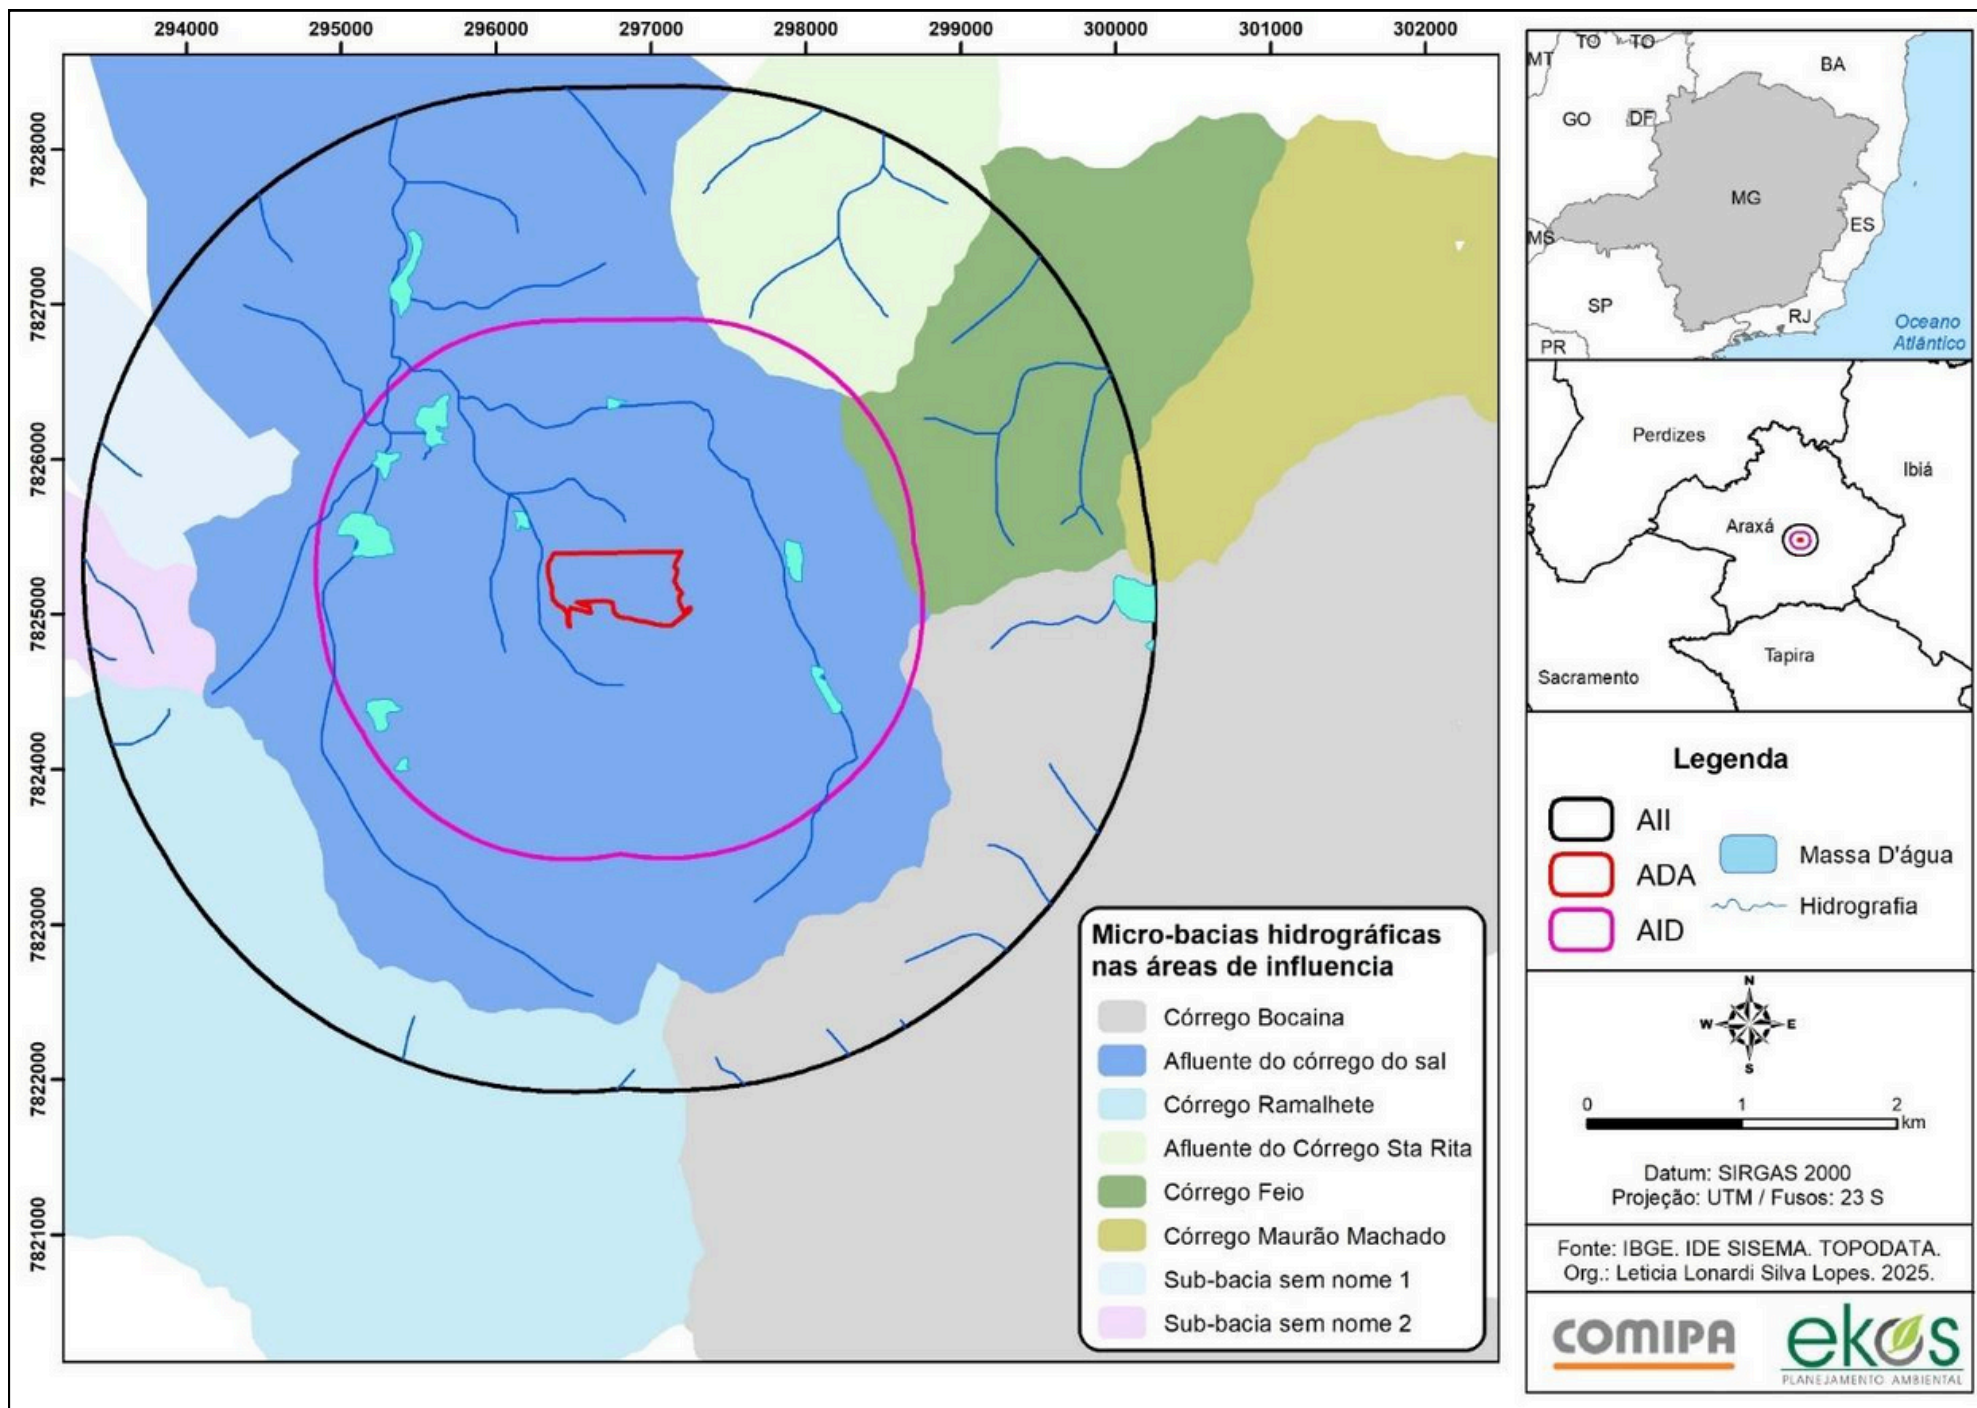 294000 295000 296000 297000 298000 299000 300000 301000 302000
7828000
7827000
7826000
7825000
7824000
7823000
7822000
7821000
Micro-bacias hidrográficas
nas áreas de influencia
Córrego Bocaina
Afluente do córrego do sal
Córrego Ramalhete
Afluente do Córrego Sta Rita
Córrego Feio
Córrego Maurão Machado
Sub-bacia sem nome 1
Sub-bacia sem nome 2
TO TO
MT
BA
GO
DF
MG
ES
MS
SP
RJ
Oceano
Atlântico
PR
Perdizes
Ibiá
Araxá
Tapira
Sacramento
Legenda
AII
ADA
AID
Massa D'água
Hidrografia
N
W E
S
0 1 2
km
Datum: SIRGAS 2000
Projeção: UTM / Fusos: 23 S
Fonte: IBGE. IDE SISEMA. TOPODATA.
Org.: Leticia Lonardi Silva Lopes. 2025.
COMIPA
ekos
PLANEJAMENTO AMBIENTAL